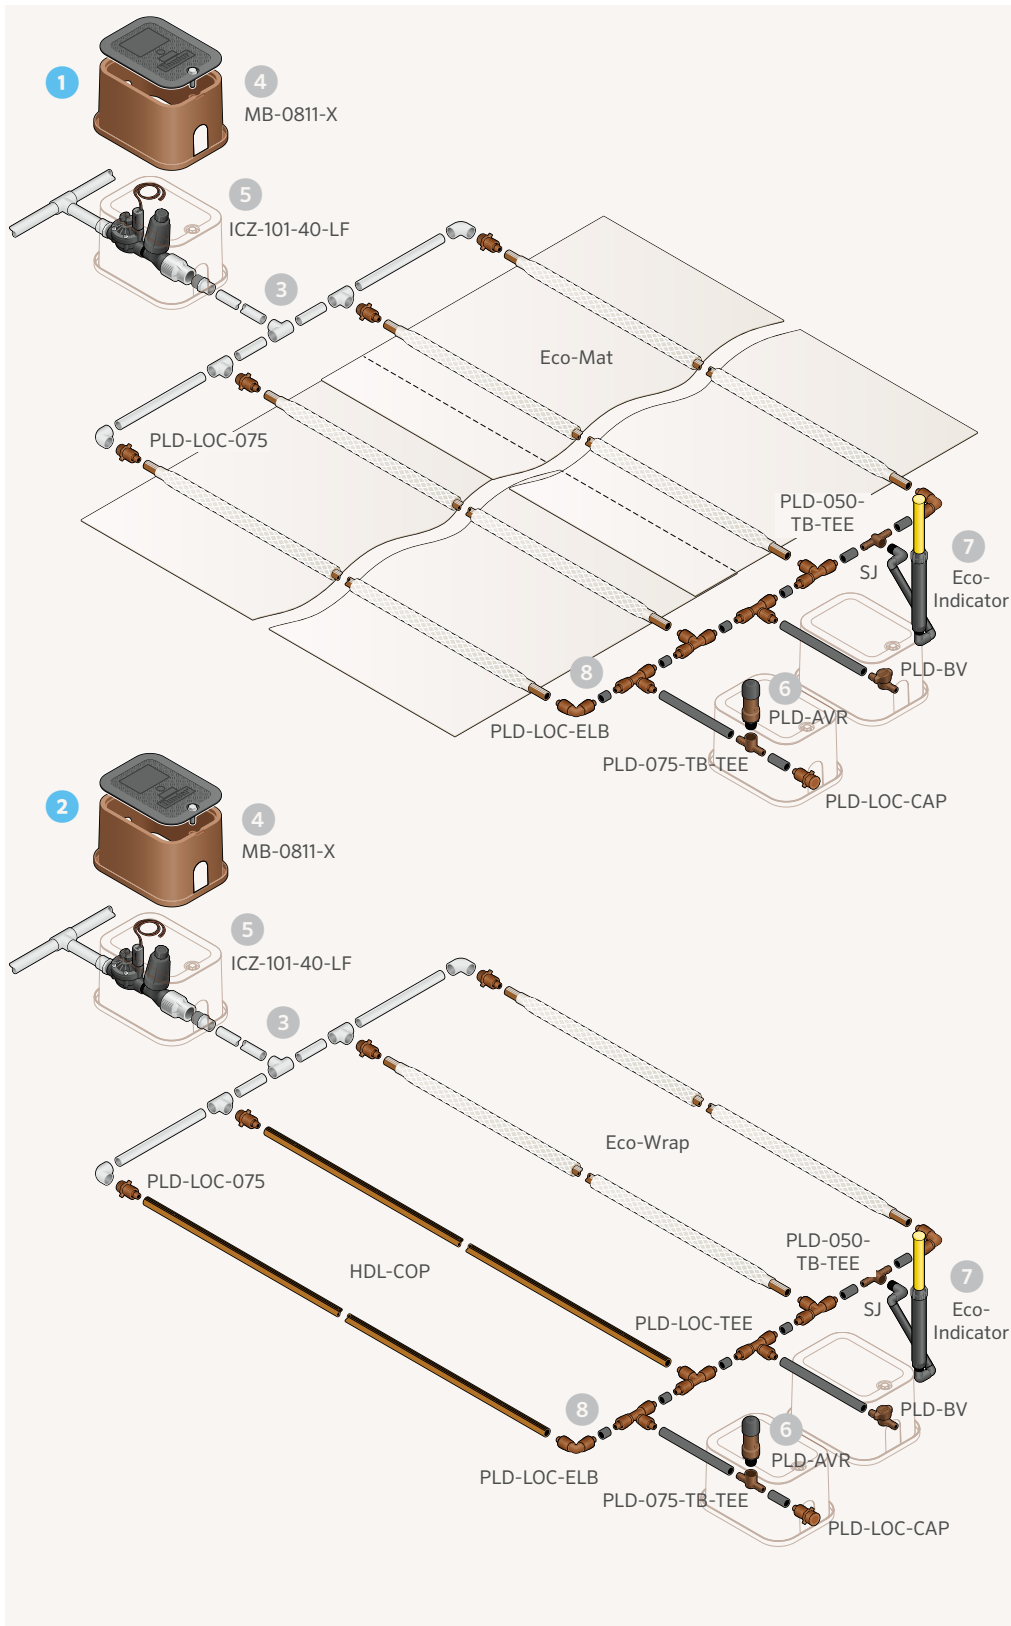 1
4
MB-0811-X
5
ICZ-101-40-LF
3
Eco-Mat
PLD-LOC-075
PLD-050-
TB-TEE
7
SJ
Eco-
Indicator
8
PLD-BV
6
PLD-AVR
PLD-LOC-ELB
PLD-075-TB-TEE
PLD-LOC-CAP
2
4
MB-0811-X
5
ICZ-101-40-LF
3
Eco-Wrap
PLD-LOC-075
PLD-050-
TB-TEE
HDL-COP
7
SJ
Eco-
Indicator
PLD-LOC-TEE
8
PLD-BV
6
PLD-AVR
PLD-LOC-ELB
PLD-075-TB-TEE
PLD-LOC-CAP